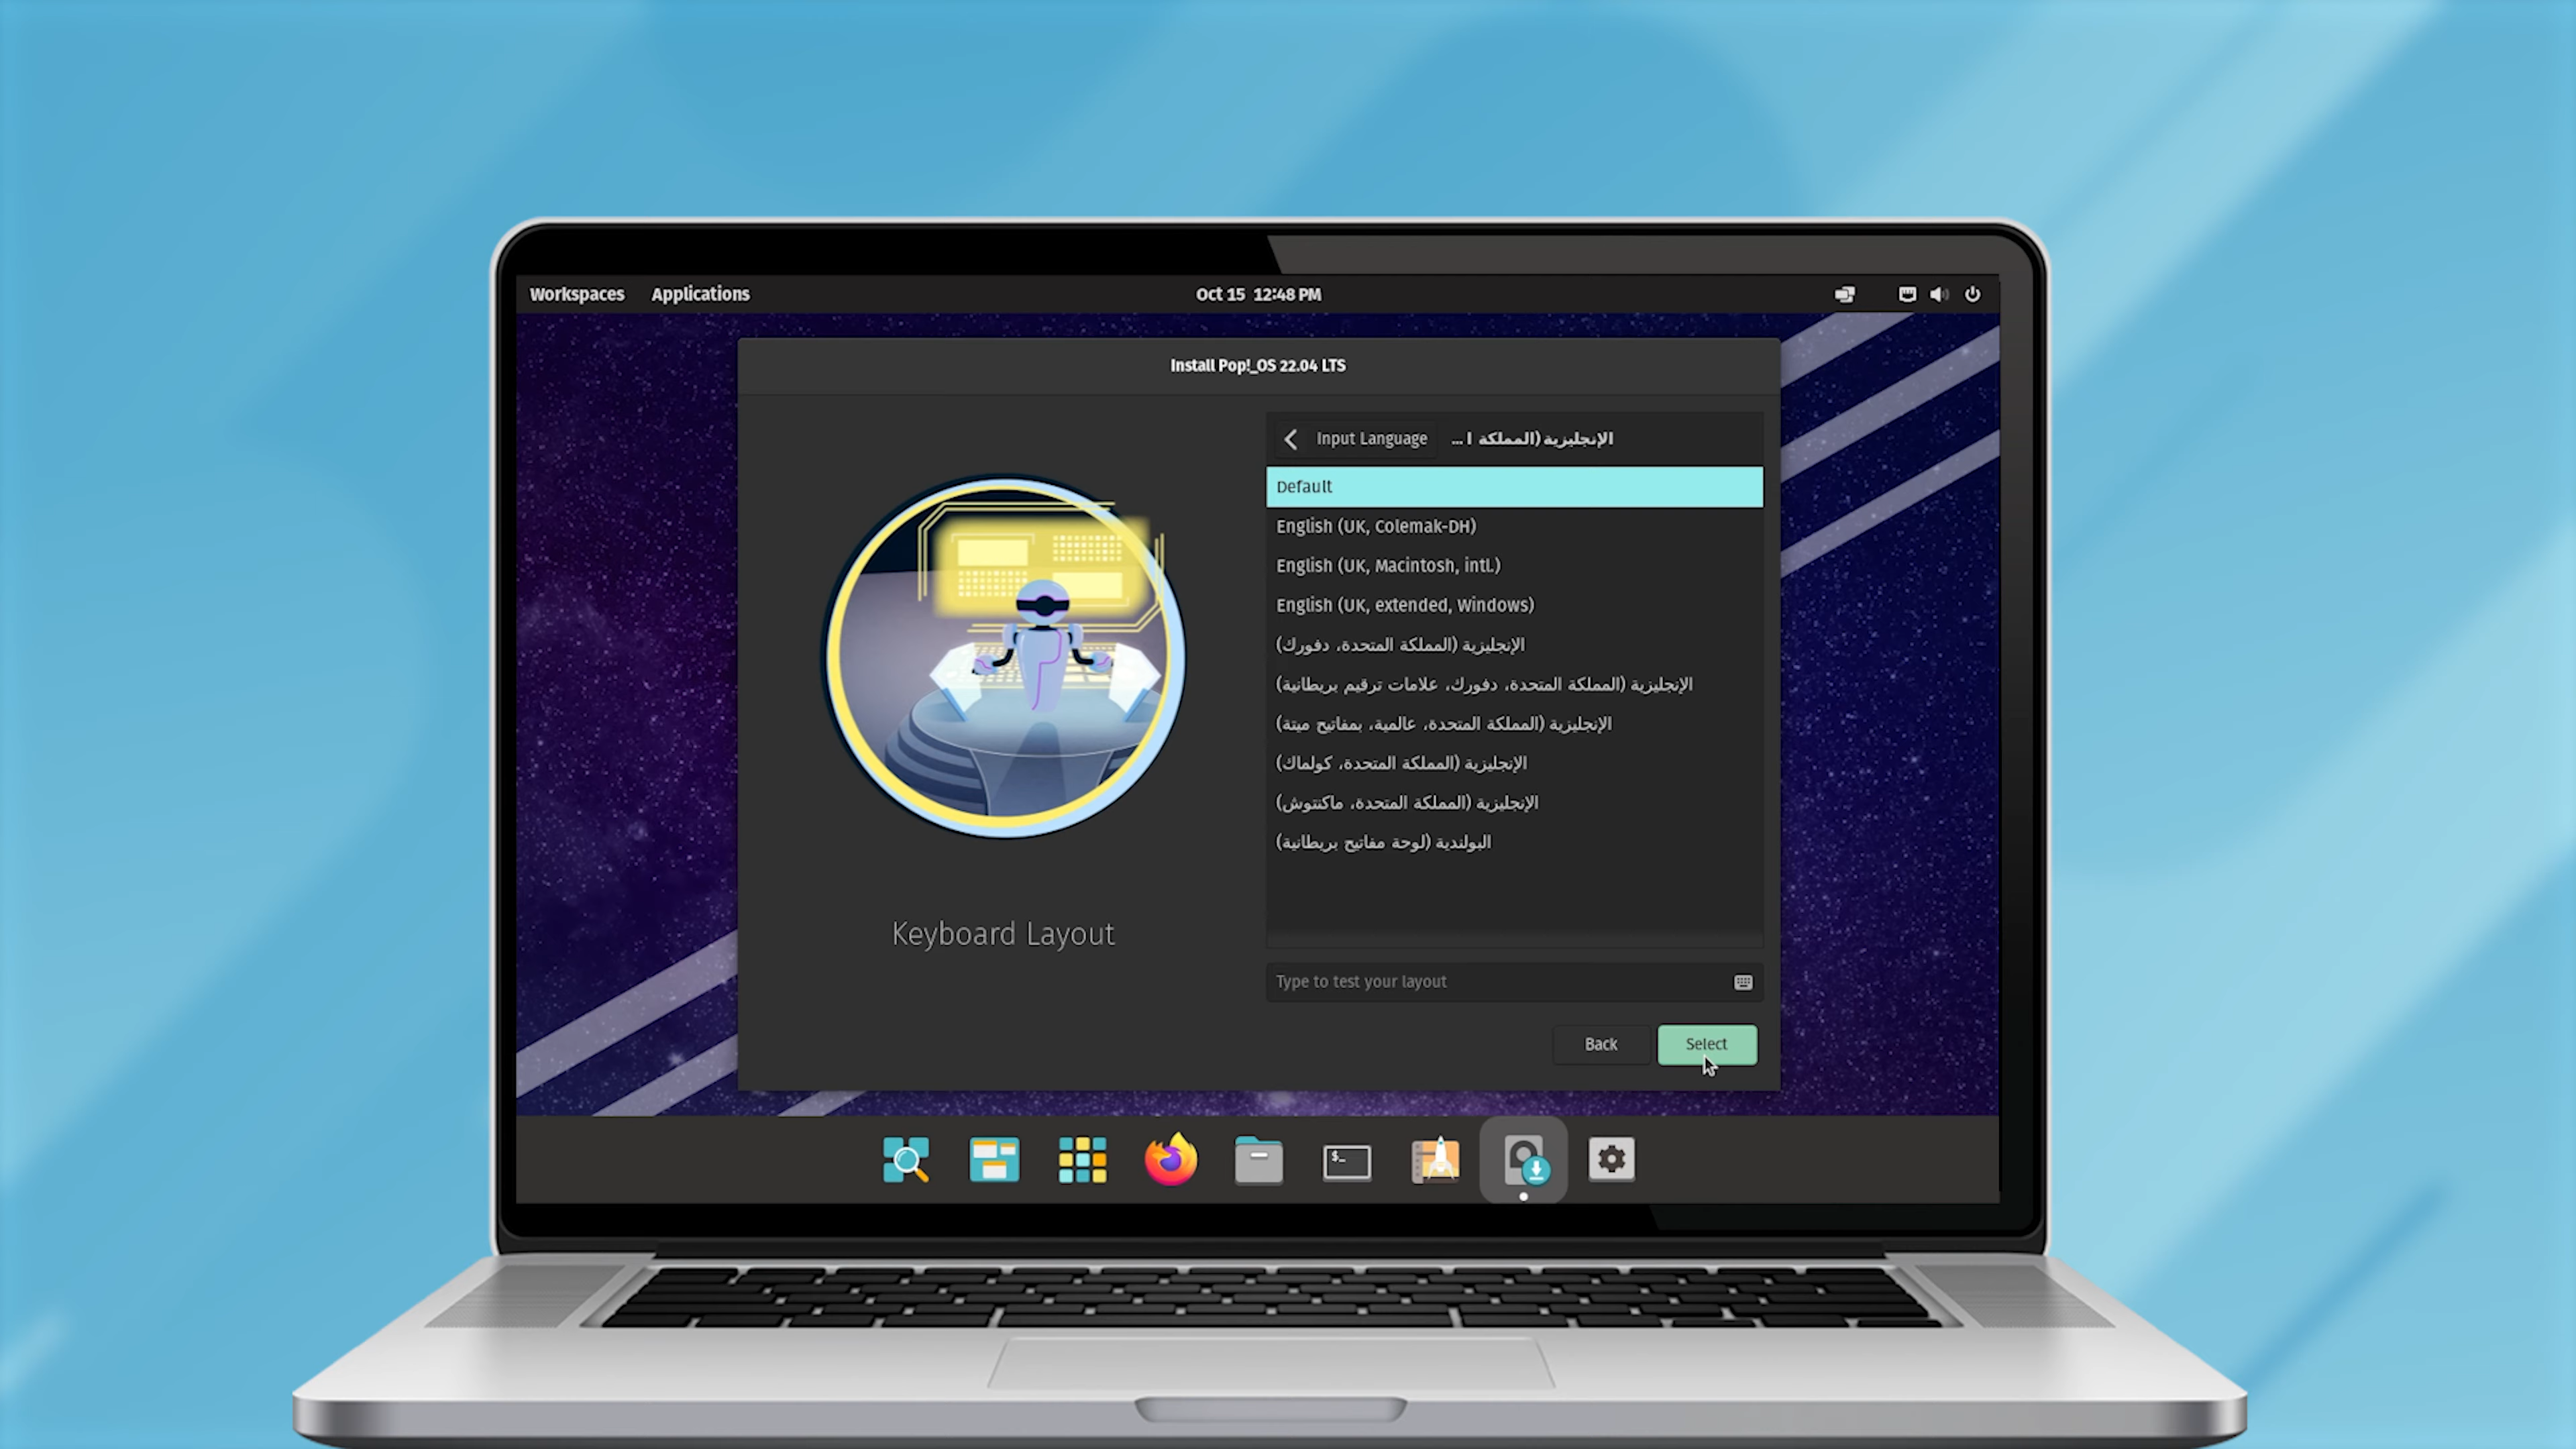 Workspaces Applications Oct 15 12:48 PM
Install Pop!_OS 22.04 LTS
Input Language الإنجليزية (المملكة ا ...
Default
English (UK, Colemak-DH)
English (UK, Macintosh, intl.)
English (UK, extended, Windows)
الإنجليزية (المملكة المتحدة، دفورك)
الإنجليزية (المملكة المتحدة، دفورك، علامات ترقيم بريطانية)
الإنجليزية (المملكة المتحدة، عالمية، بمفاتيح ميتة)
الإنجليزية (المملكة المتحدة، كولماك)
الإنجليزية (المملكة المتحدة، ماكنتوش)
البولندية (لوحة مفاتيح بريطانية)
Keyboard Layout
Type to test your layout
Back Select
$_